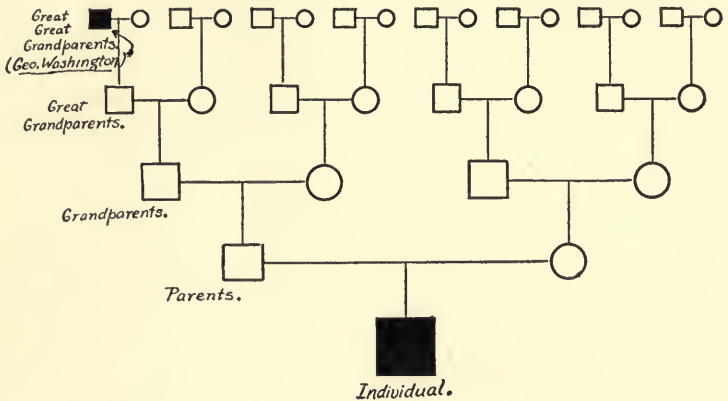 Great
Great
Grandparents.
(Geo. Washington)
Great
Grandparents.
Grandparents.
Parents.
Individual.